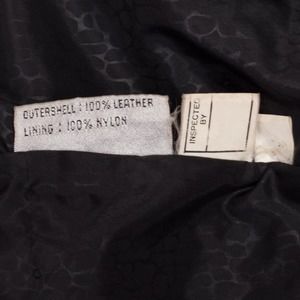 OUTERSHELL : 100% LEATHER
LINING : 100% NYLON
INSPECTED
BY